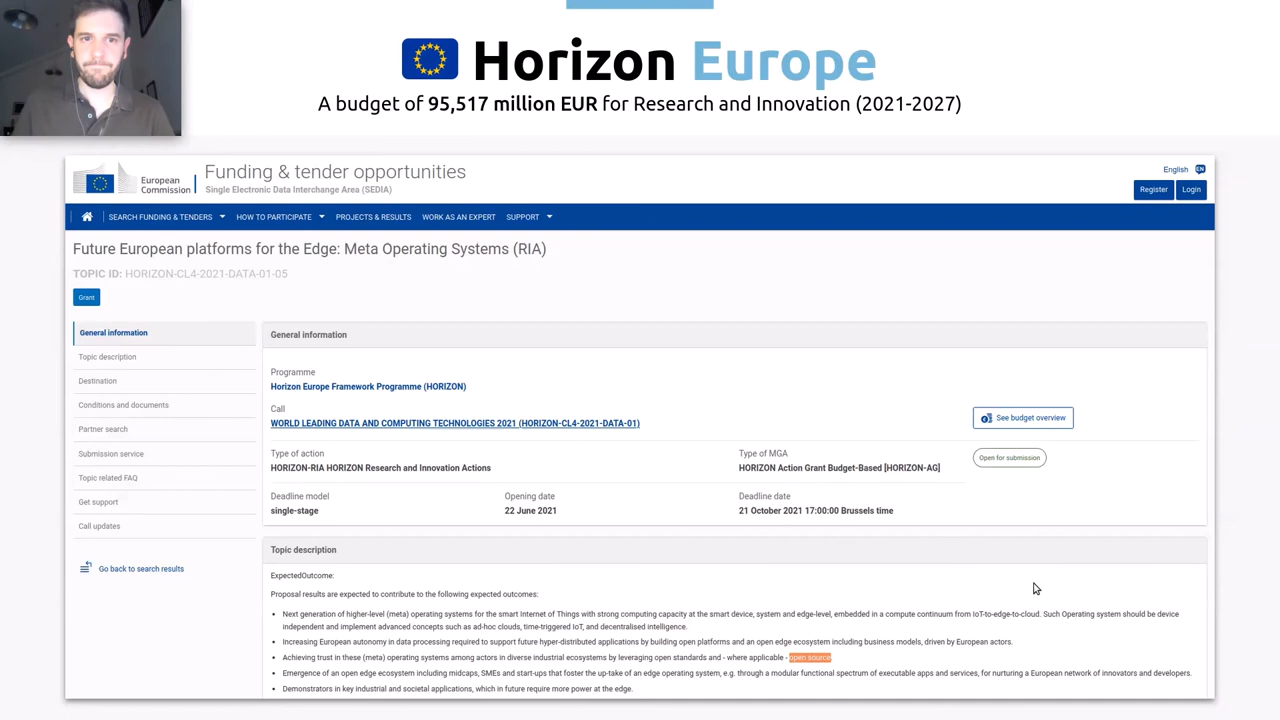 Horizon Europe
A budget of 95,517 million EUR for Research and Innovation (2021-2027)
European
Commission
Funding & tender opportunities
Single Electronic Data Interchange Area (SEDIA)
English EN
Register Login
SEARCH FUNDING & TENDERS HOW TO PARTICIPATE PROJECTS & RESULTS WORK AS AN EXPERT SUPPORT
Future European platforms for the Edge: Meta Operating Systems (RIA)
TOPIC ID: HORIZON-CL4-2021-DATA-01-05
Grant
General information
Topic description
Destination
Conditions and documents
Partner search
Submission service
Topic related FAQ
Get support
Call updates
Go back to search results
General information
Programme
Horizon Europe Framework Programme (HORIZON)
Call
WORLD LEADING DATA AND COMPUTING TECHNOLOGIES 2021 (HORIZON-CL4-2021-DATA-01)
See budget overview
Type of action
HORIZON-RIA HORIZON Research and Innovation Actions
Type of MGA
HORIZON Action Grant Budget-Based [HORIZON-AG]
Open for submission
Deadline model
single-stage
Opening date
22 June 2021
Deadline date
21 October 2021 17:00:00 Brussels time
Topic description
ExpectedOutcome:
Proposal results are expected to contribute to the following expected outcomes:
• Next generation of higher-level (meta) operating systems for the smart Internet of Things with strong computing capacity at the smart device, system and edge-level, embedded in a compute continuum from IoT-to-edge-to-cloud. Such Operating system should be device
independent and implement advanced concepts such as ad-hoc clouds, time-triggered IoT, and decentralised intelligence.
• Increasing European autonomy in data processing required to support future hyper-distributed applications by building open platforms and an open edge ecosystem including business models, driven by European actors.
• Achieving trust in these (meta) operating systems among actors in diverse industrial ecosystems by leveraging open standards and - where applicable - open source
• Emergence of an open edge ecosystem including midcaps, SMEs and start-ups that foster the up-take of an edge operating system, e.g. through a modular functional spectrum of executable apps and services, for nurturing a European network of innovators and developers.
• Demonstrators in key industrial and societal applications, which in future require more power at the edge.